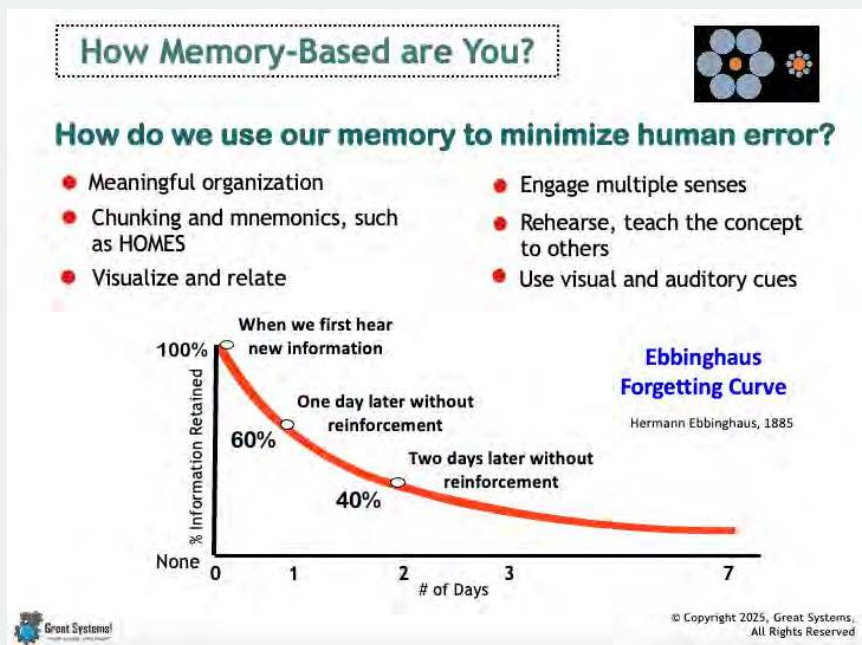 How Memory-Based are You?
How do we use our memory to minimize human error?
Meaningful organization
Chunking and mnemonics, such
as HOMES
Visualize and relate
Engage multiple senses
Rehearse, teach the concept
to others
Use visual and auditory cues
When we first hear
new information
100%
One day later without
reinforcement
60%
Two days later without
reinforcement
40%
% Information Retained
None
0
1
2
3
7
# of Days
Ebbinghaus
Forgetting Curve
Hermann Ebbinghaus, 1885
Great Systems!
© Copyright 2025, Great Systems,
All Rights Reserved